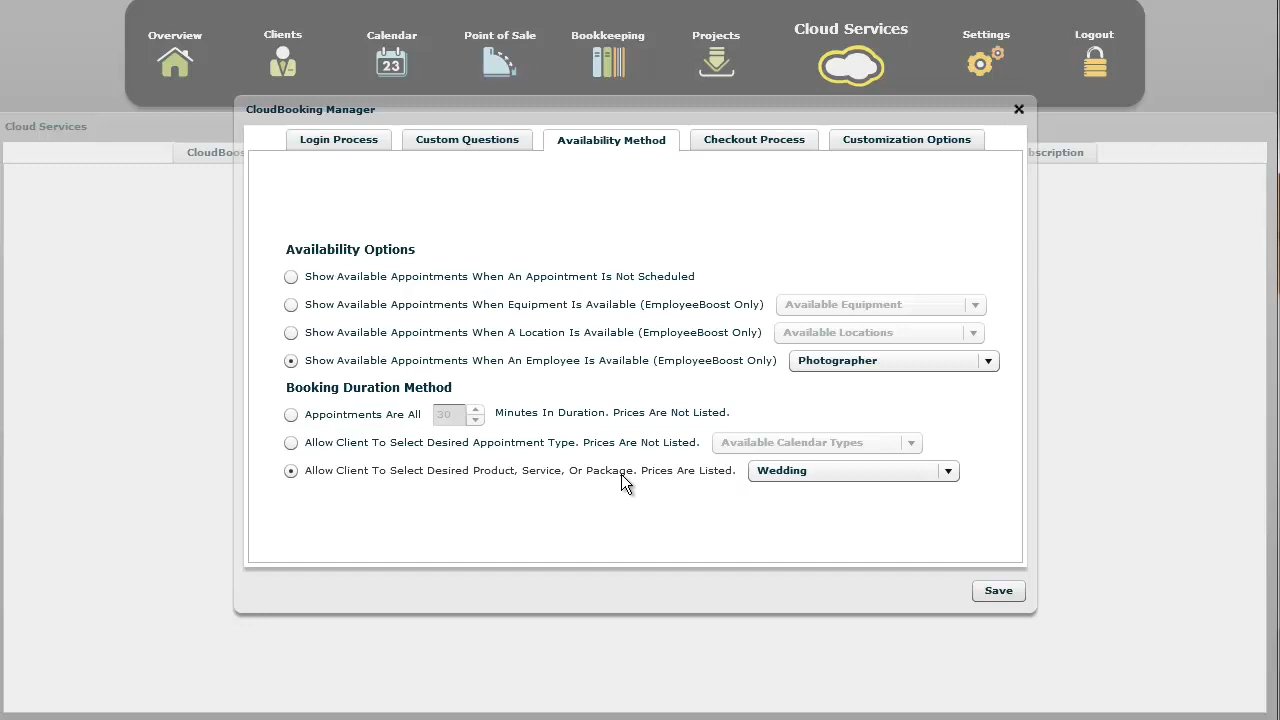 Overview
Clients
Calendar
Point of Sale
Bookkeeping
Projects
Cloud Services
Settings
Logout
23
CloudBooking Manager
Cloud Services
Login Process
Custom Questions
Availability Method
Checkout Process
Customization Options
CloudBoo
bscription
Availability Options
Show Available Appointments When An Appointment Is Not Scheduled
Show Available Appointments When Equipment Is Available (EmployeeBoost Only) Available Equipment
Show Available Appointments When A Location Is Available (EmployeeBoost Only) Available Locations
Show Available Appointments When An Employee Is Available (EmployeeBoost Only) Photographer
Booking Duration Method
Appointments Are All 30 Minutes In Duration. Prices Are Not Listed.
Allow Client To Select Desired Appointment Type. Prices Are Not Listed. Available Calendar Types
Allow Client To Select Desired Product, Service, Or Package. Prices Are Listed. Wedding
Save